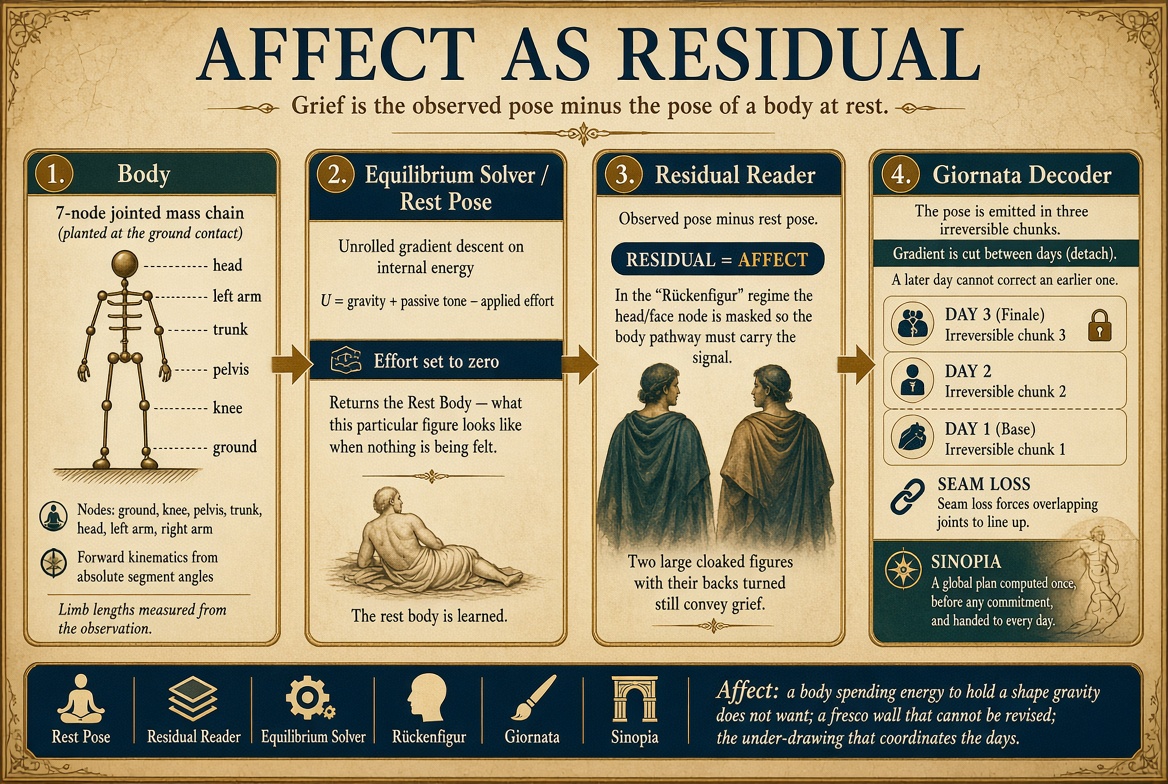 AFFECT AS RESIDUAL
Grief is the observed pose minus the pose of a body at rest.
1. Body
7-node jointed mass chain
(planted at the ground contact)
head
left arm
trunk
pelvis
knee
ground
Nodes: ground, knee, pelvis, trunk,
head, left arm, right arm
Forward kinematics from
absolute segment angles
Limb lengths measured from
the observation.
2. Equilibrium Solver /
Rest Pose
Unrolled gradient descent on
internal energy
U = gravity + passive tone – applied effort
Effort set to zero
Returns the Rest Body — what
this particular figure looks like
when nothing is being felt.
The rest body is learned.
3. Residual Reader
Observed pose minus rest pose.
RESIDUAL = AFFECT
In the “Rückenfigur” regime the
head/face node is masked so the
body pathway must carry the
signal.
Two large cloaked figures
with their backs turned
still convey grief.
4. Giornata Decoder
The pose is emitted in three
irreversible chunks.
Gradient is cut between days (detach).
A later day cannot correct an earlier one.
DAY 3 (Finale)
Irreversible chunk 3
DAY 2
Irreversible chunk 2
DAY 1 (Base)
Irreversible chunk 1
SEAM LOSS
Seam loss forces overlapping
joints to line up.
SINOPIA
A global plan computed once,
before any commitment,
and handed to every day.
Rest Pose
Residual Reader
Equilibrium Solver
Rückenfigur
Giornata
Sinopia
Affect: a body spending energy to hold a shape gravity
does not want; a fresco wall that cannot be revised;
the under-drawing that coordinates the days.